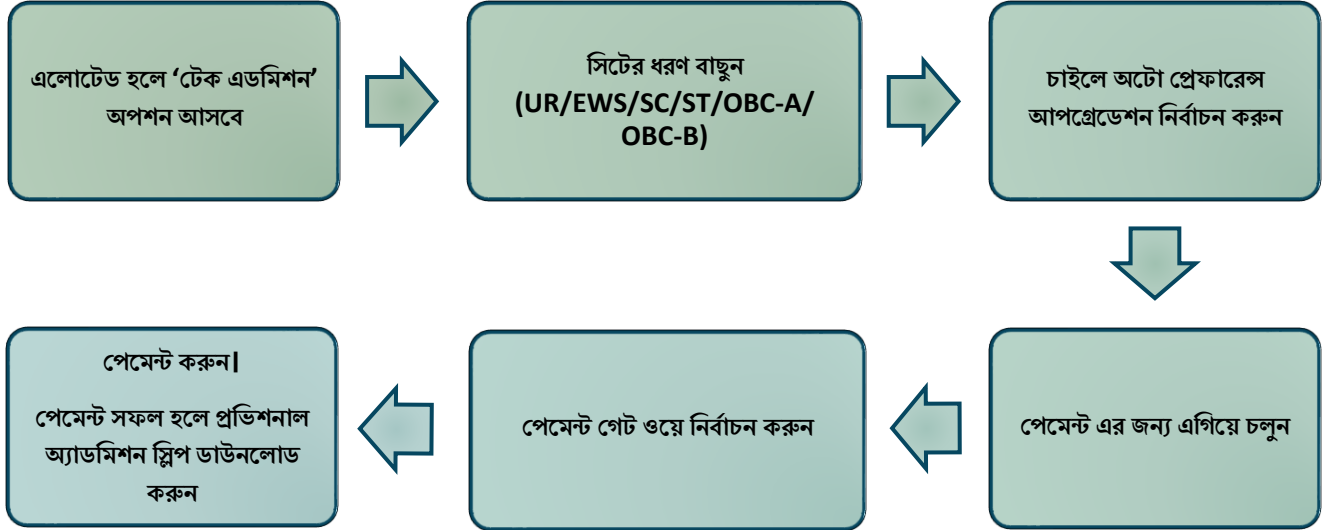 এলোটেড হলে ‘টেক এডমিশন’
অপশন আসবে
সিটের ধরণ বাছুন
(UR/EWS/SC/ST/OBC-A/
OBC-B)
চাইলে অটো প্রেফারেন্স
আপগ্রেডেশন নির্বাচন করুন
পেমেন্ট এর জন্য এগিয়ে চলুন
পেমেন্ট গেট ওয়ে নির্বাচন করুন
পেমেন্ট করুন।
পেমেন্ট সফল হলে প্রভিশনাল
অ্যাডমিশন স্লিপ ডাউনলোড
করুন